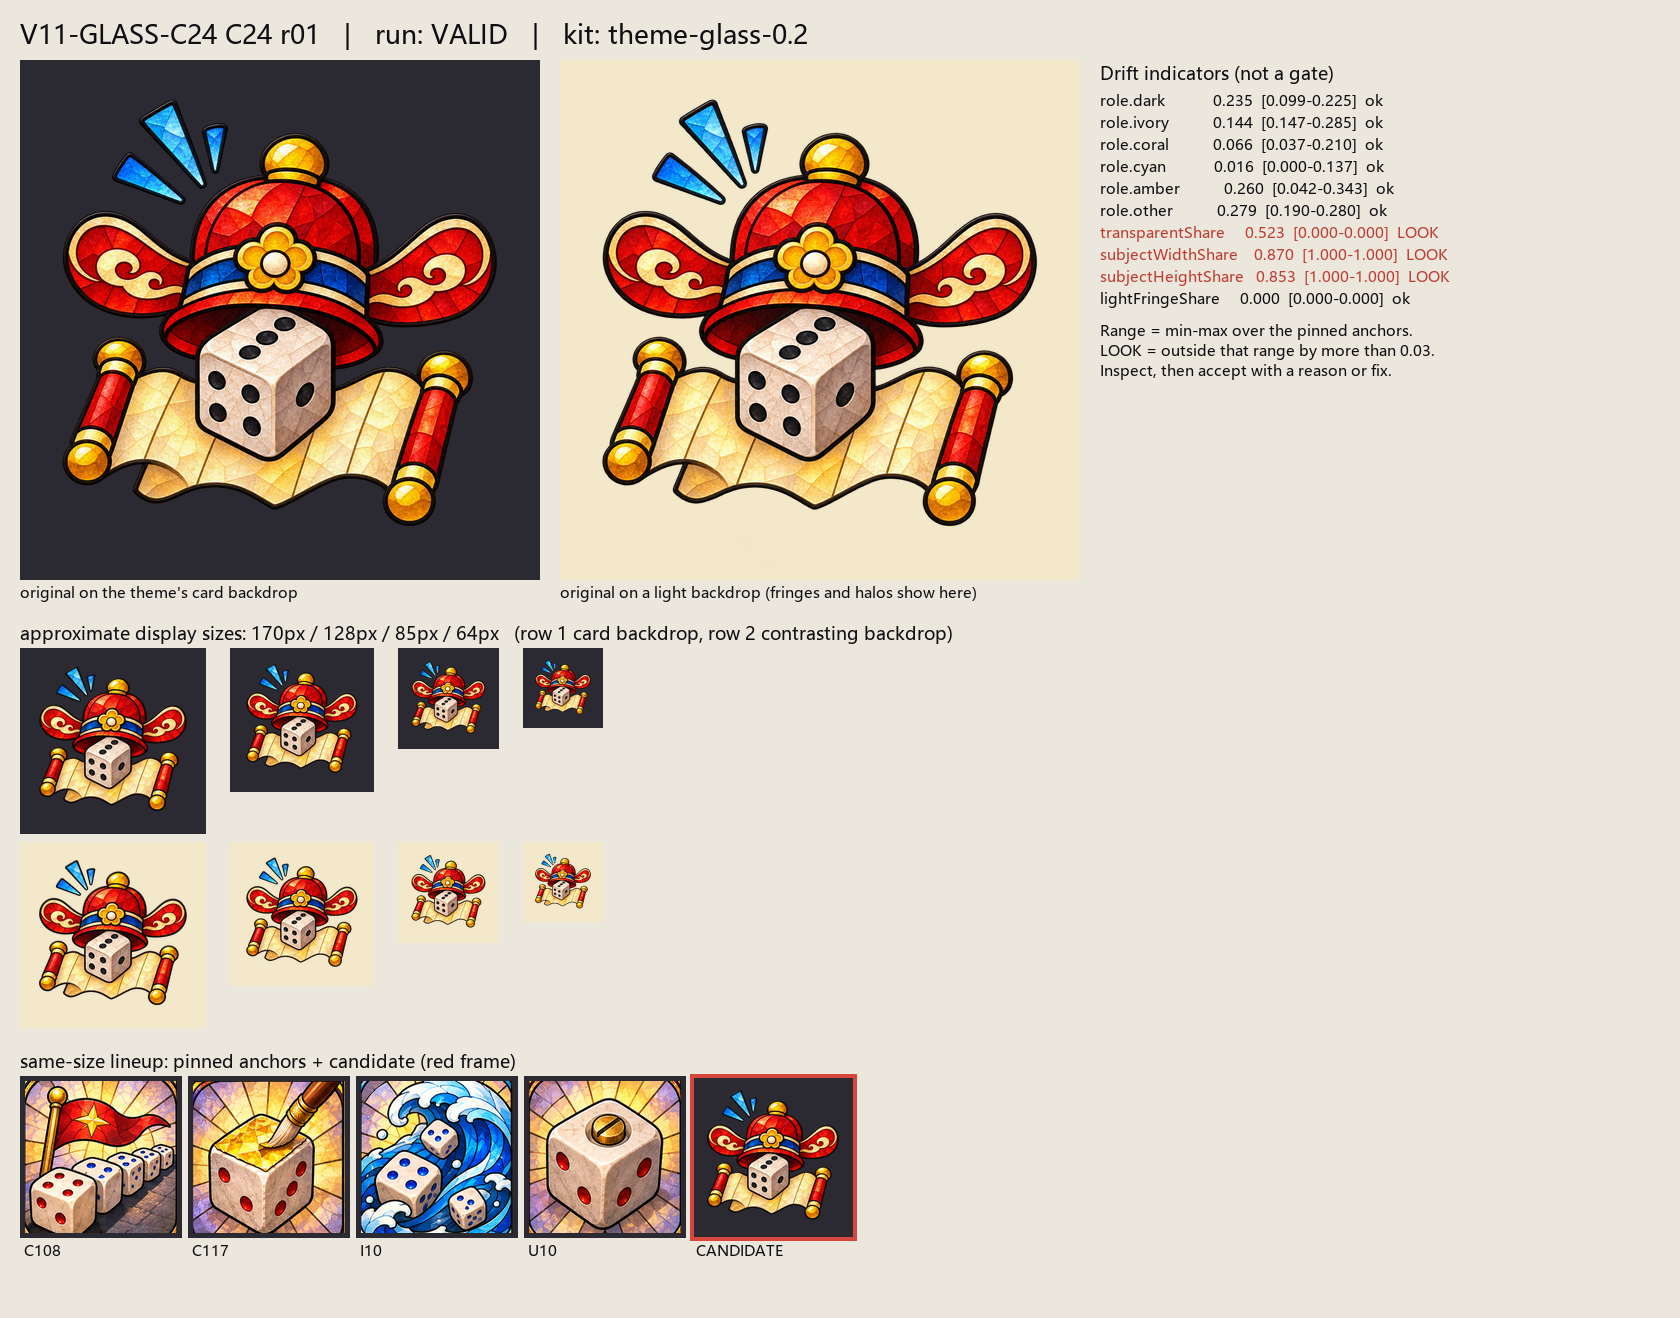 V11-GLASS-C24 C24 r01   |   run: VALID   |   kit: theme-glass-0.2
Drift indicators (not a gate)
role.dark 0.235 [0.099-0.225] ok
role.ivory 0.144 [0.147-0.285] ok
role.coral 0.066 [0.037-0.210] ok
role.cyan 0.016 [0.000-0.137] ok
role.amber 0.260 [0.042-0.343] ok
role.other 0.279 [0.190-0.280] ok
transparentShare 0.523 [0.000-0.000] LOOK
subjectWidthShare 0.870 [1.000-1.000] LOOK
subjectHeightShare 0.853 [1.000-1.000] LOOK
lightFringeShare 0.000 [0.000-0.000] ok
Range = min-max over the pinned anchors.
LOOK = outside that range by more than 0.03.
Inspect, then accept with a reason or fix.
original on the theme's card backdrop
original on a light backdrop (fringes and halos show here)
approximate display sizes: 170px / 128px / 85px / 64px   (row 1 card backdrop, row 2 contrasting backdrop)
same-size lineup: pinned anchors + candidate (red frame)
C108
C117
I10
U10
CANDIDATE